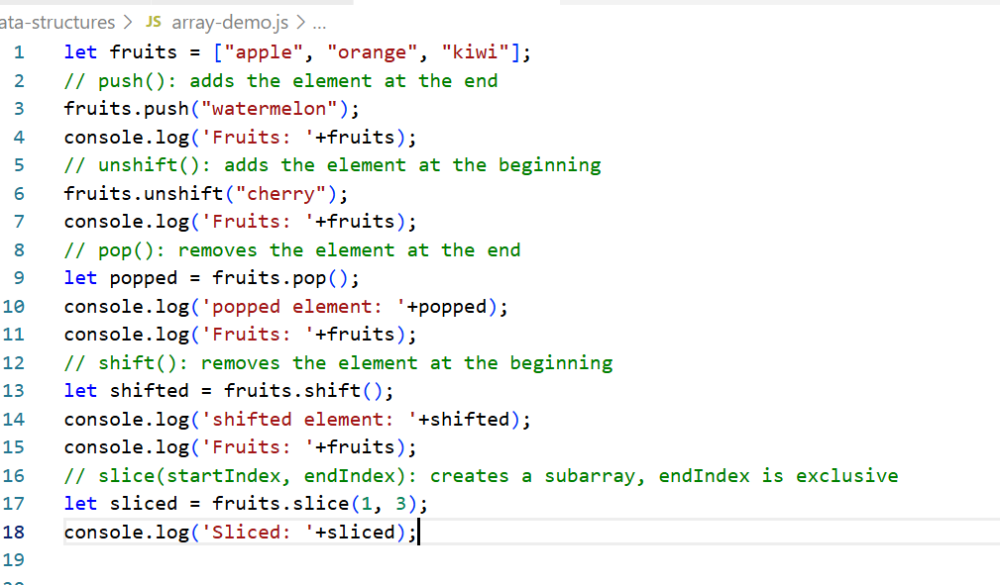 ata-structures > JS array-demo.js > ...
1 let fruits = ["apple", "orange", "kiwi"];
2 // push(): adds the element at the end
3 fruits.push("watermelon");
4 console.log('Fruits: '+fruits);
5 // unshift(): adds the element at the beginning
6 fruits.unshift("cherry");
7 console.log('Fruits: '+fruits);
8 // pop(): removes the element at the end
9 let popped = fruits.pop();
10 console.log('popped element: '+popped);
11 console.log('Fruits: '+fruits);
12 // shift(): removes the element at the beginning
13 let shifted = fruits.shift();
14 console.log('shifted element: '+shifted);
15 console.log('Fruits: '+fruits);
16 // slice(startIndex, endIndex): creates a subarray, endIndex is exclusive
17 let sliced = fruits.slice(1, 3);
18 console.log('Sliced: '+sliced);
19